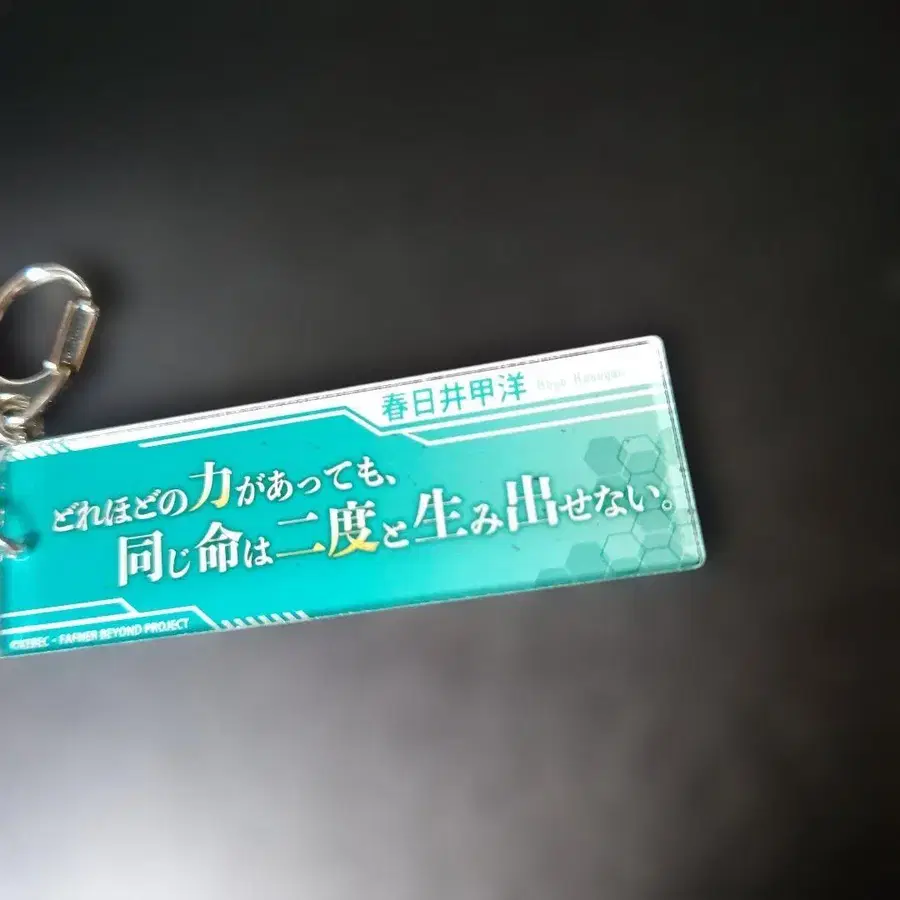 春日井甲洋
どれほどの力があっても、
同じ命は二度と生み出せない。
©XEBEC・FAFNER BEYOND PROJECT